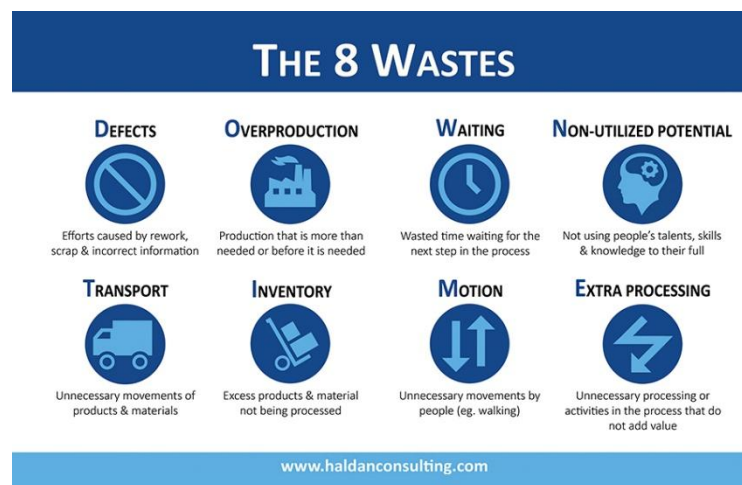 THE 8 WASTES
DEFECTS
Efforts caused by rework,
scrap & incorrect information
OVERPRODUCTION
Production that is more than
needed or before it is needed
WAITING
Wasted time waiting for the
next step in the process
NON-UTILIZED POTENTIAL
Not using people's talents, skills
& knowledge to their full
TRANSPORT
Unnecessary movements of
products & materials
INVENTORY
Excess products & material
not being processed
MOTION
Unnecessary movements by
people (eg. walking)
EXTRA PROCESSING
Unnecessary processing or
activities in the process that do
not add value
www.haldanconsulting.com